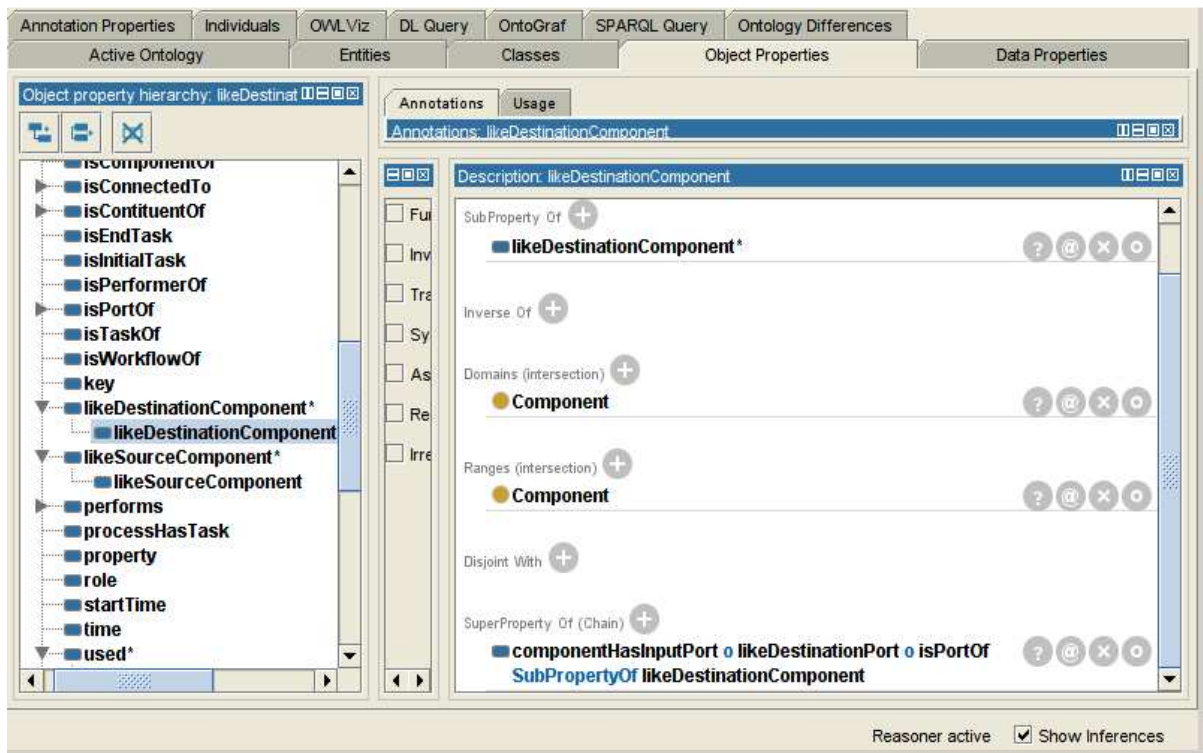 Annotation Properties Individuals OWLViz DL Query OntoGraf SPARQL Query Ontology Differences
Active Ontology Entities Classes Object Properties Data Properties
Object property hierarchy: likeDestinat
isComponentOf
isConnectedTo
isContituentOf
isEndTask
isInitialTask
isPerformerOf
isPortOf
isTaskOf
isWorkflowOf
key
likeDestinationComponent*
likeDestinationComponent
likeSourceComponent*
likeSourceComponent
performs
processHasTask
property
role
startTime
time
used*
Annotations Usage
Annotations: likeDestinationComponent
Fui
Inv
Tra
Sy
As
Re
Irre
Description: likeDestinationComponent
SubProperty Of
likeDestinationComponent*
Inverse Of
Domains (intersection)
Component
Ranges (intersection)
Component
Disjoint With
SuperProperty Of (Chain)
componentHasInputPort o likeDestinationPort o isPortOf
SubPropertyOf likeDestinationComponent
Reasoner active Show Inferences